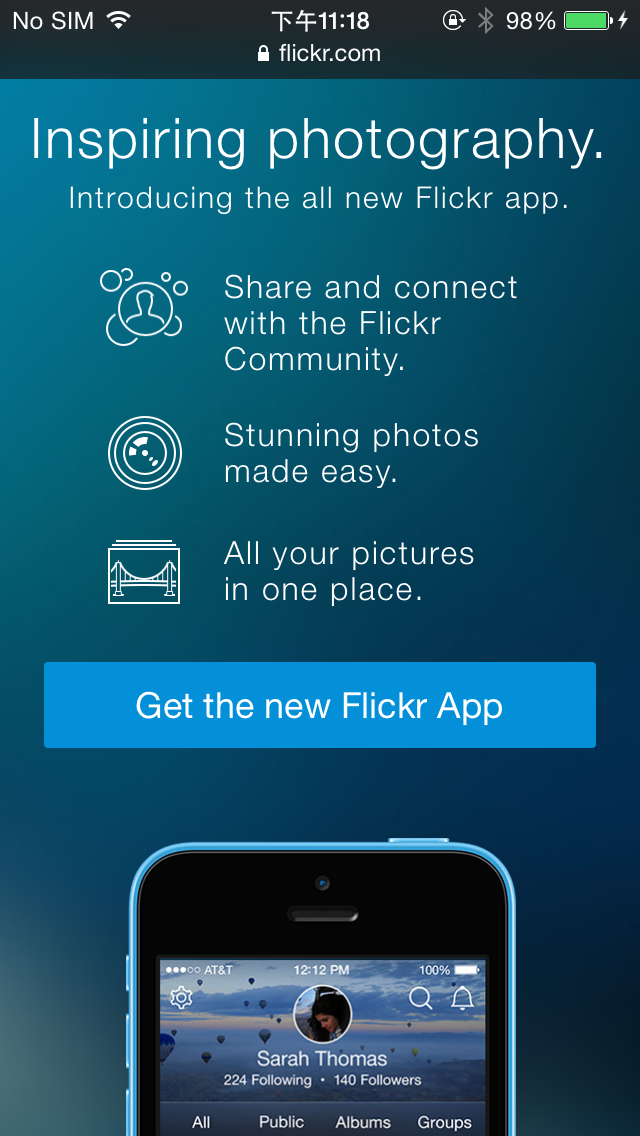 No SIM 下午11:18 98%
flickr.com
Inspiring photography.
Introducing the all new Flickr app.
Share and connect
with the Flickr
Community.
Stunning photos
made easy.
All your pictures
in one place.
Get the new Flickr App
AT&T 12:12 PM 100%
Sarah Thomas
224 Following • 140 Followers
All Public Albums Groups